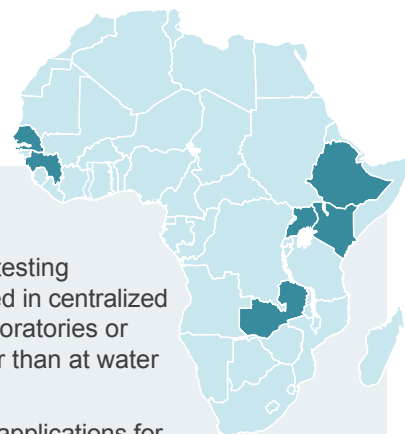 testing
ed in centralized
oratories or
r than at water
applications for